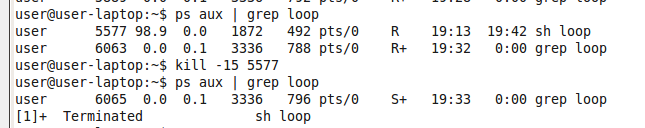 user@user-laptop:~$ ps aux | grep loop
user 5577 98.9 0.0 1872 492 pts/0 R 19:13 19:42 sh loop
user 6063 0.0 0.1 3336 788 pts/0 R+ 19:32 0:00 grep loop
user@user-laptop:~$ kill -15 5577
user@user-laptop:~$ ps aux | grep loop
user 6065 0.0 0.1 3336 796 pts/0 S+ 19:33 0:00 grep loop
[1]+ Terminated sh loop